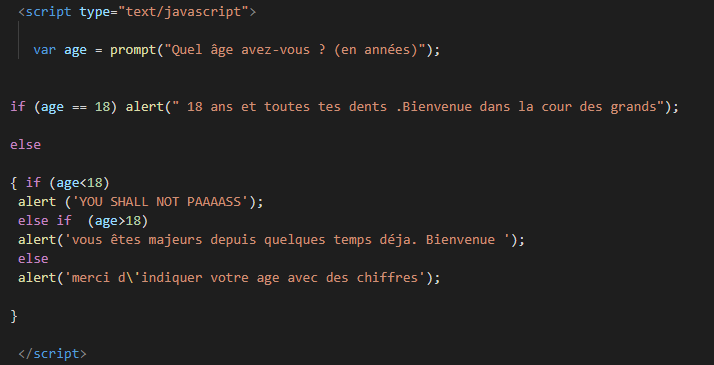 <script type="text/javascript">
var age = prompt("Quel âge avez-vous ? (en années)");
if (age == 18) alert(" 18 ans et toutes tes dents .Bienvenue dans la cour des grands");
else
{ if (age<18)
alert ('YOU SHALL NOT PAAAASS');
else if  (age>18)
alert('vous êtes majeurs depuis quelques temps déja. Bienvenue ');
else
alert('merci d\'indiquer votre age avec des chiffres');
}
</script>